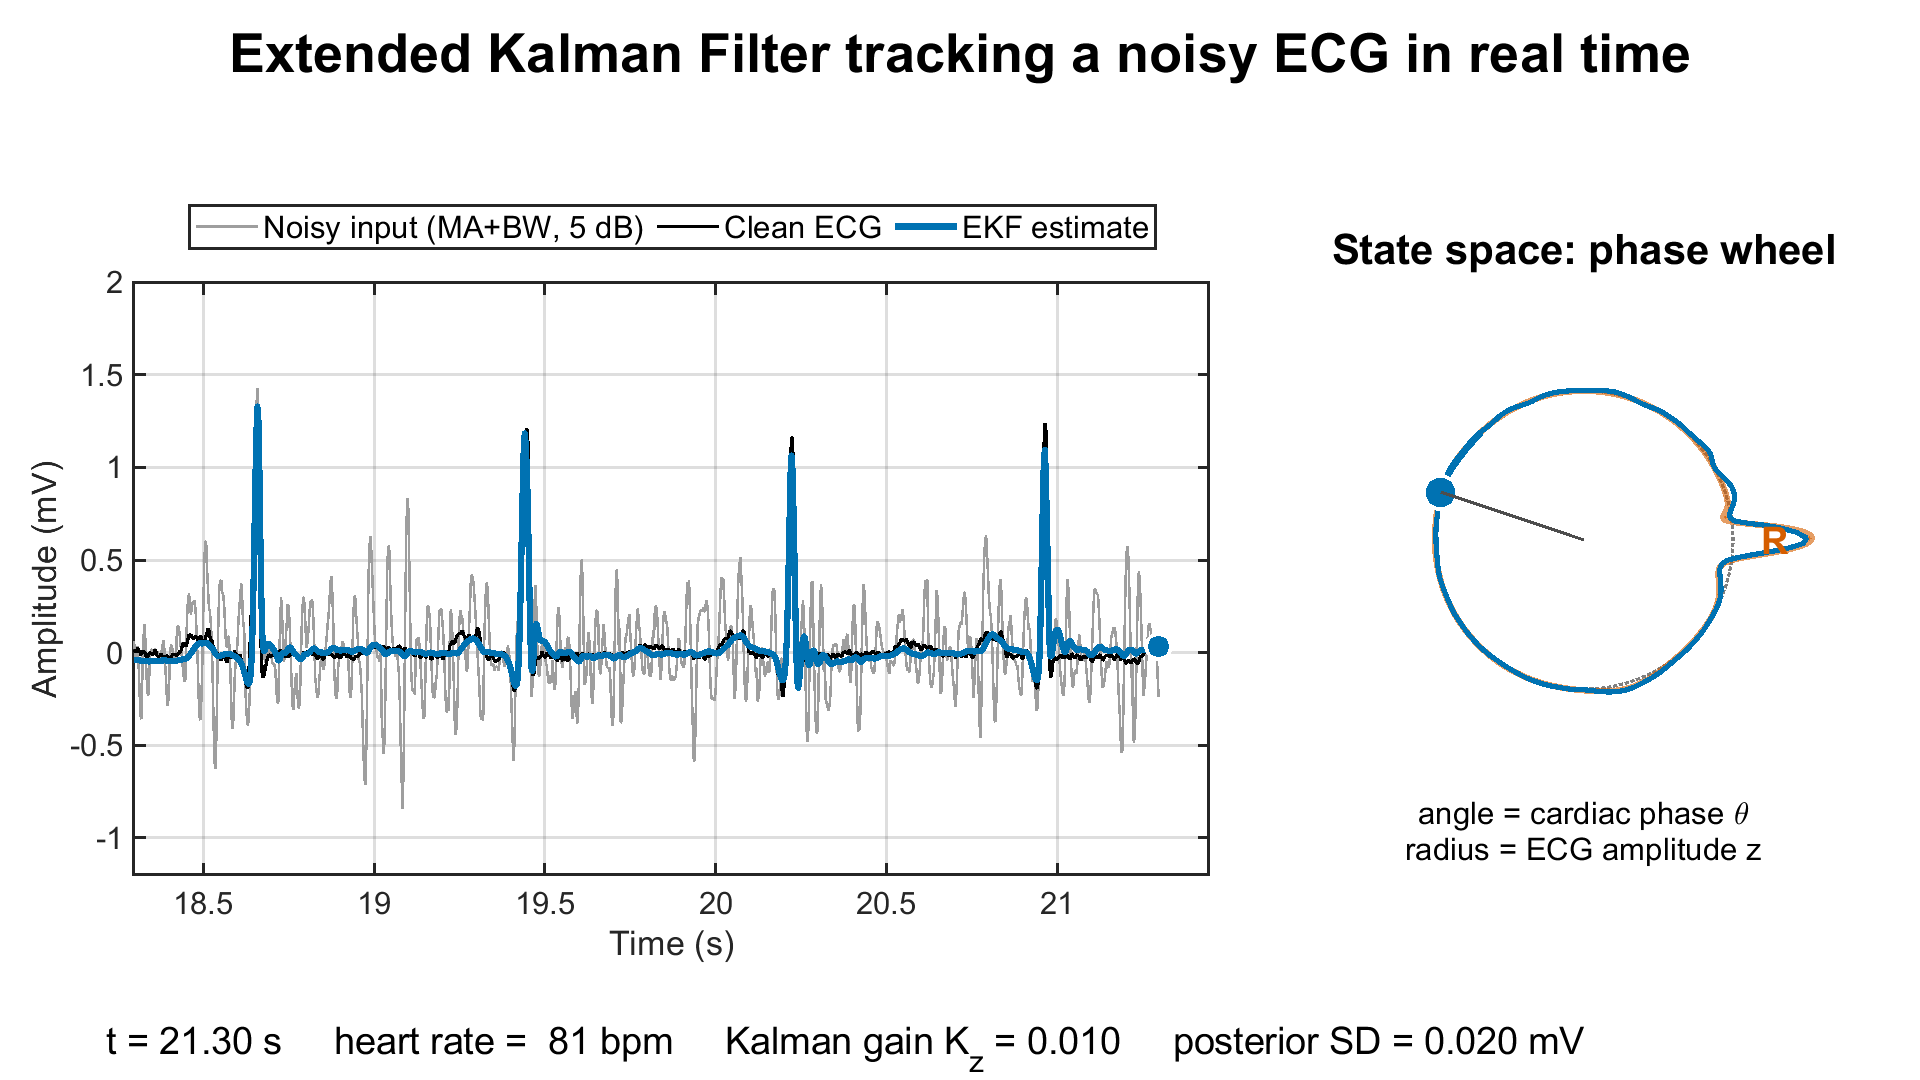 Extended Kalman Filter tracking a noisy ECG in real time
Noisy input (MA+BW, 5 dB) Clean ECG EKF estimate
State space: phase wheel
Amplitude (mV)
2
1.5
1
0.5
0
-0.5
-1
18.5 19 19.5 20 20.5 21
Time (s)
R
angle = cardiac phase θ
radius = ECG amplitude z
t = 21.30 s heart rate = 81 bpm Kalman gain K_z = 0.010 posterior SD = 0.020 mV